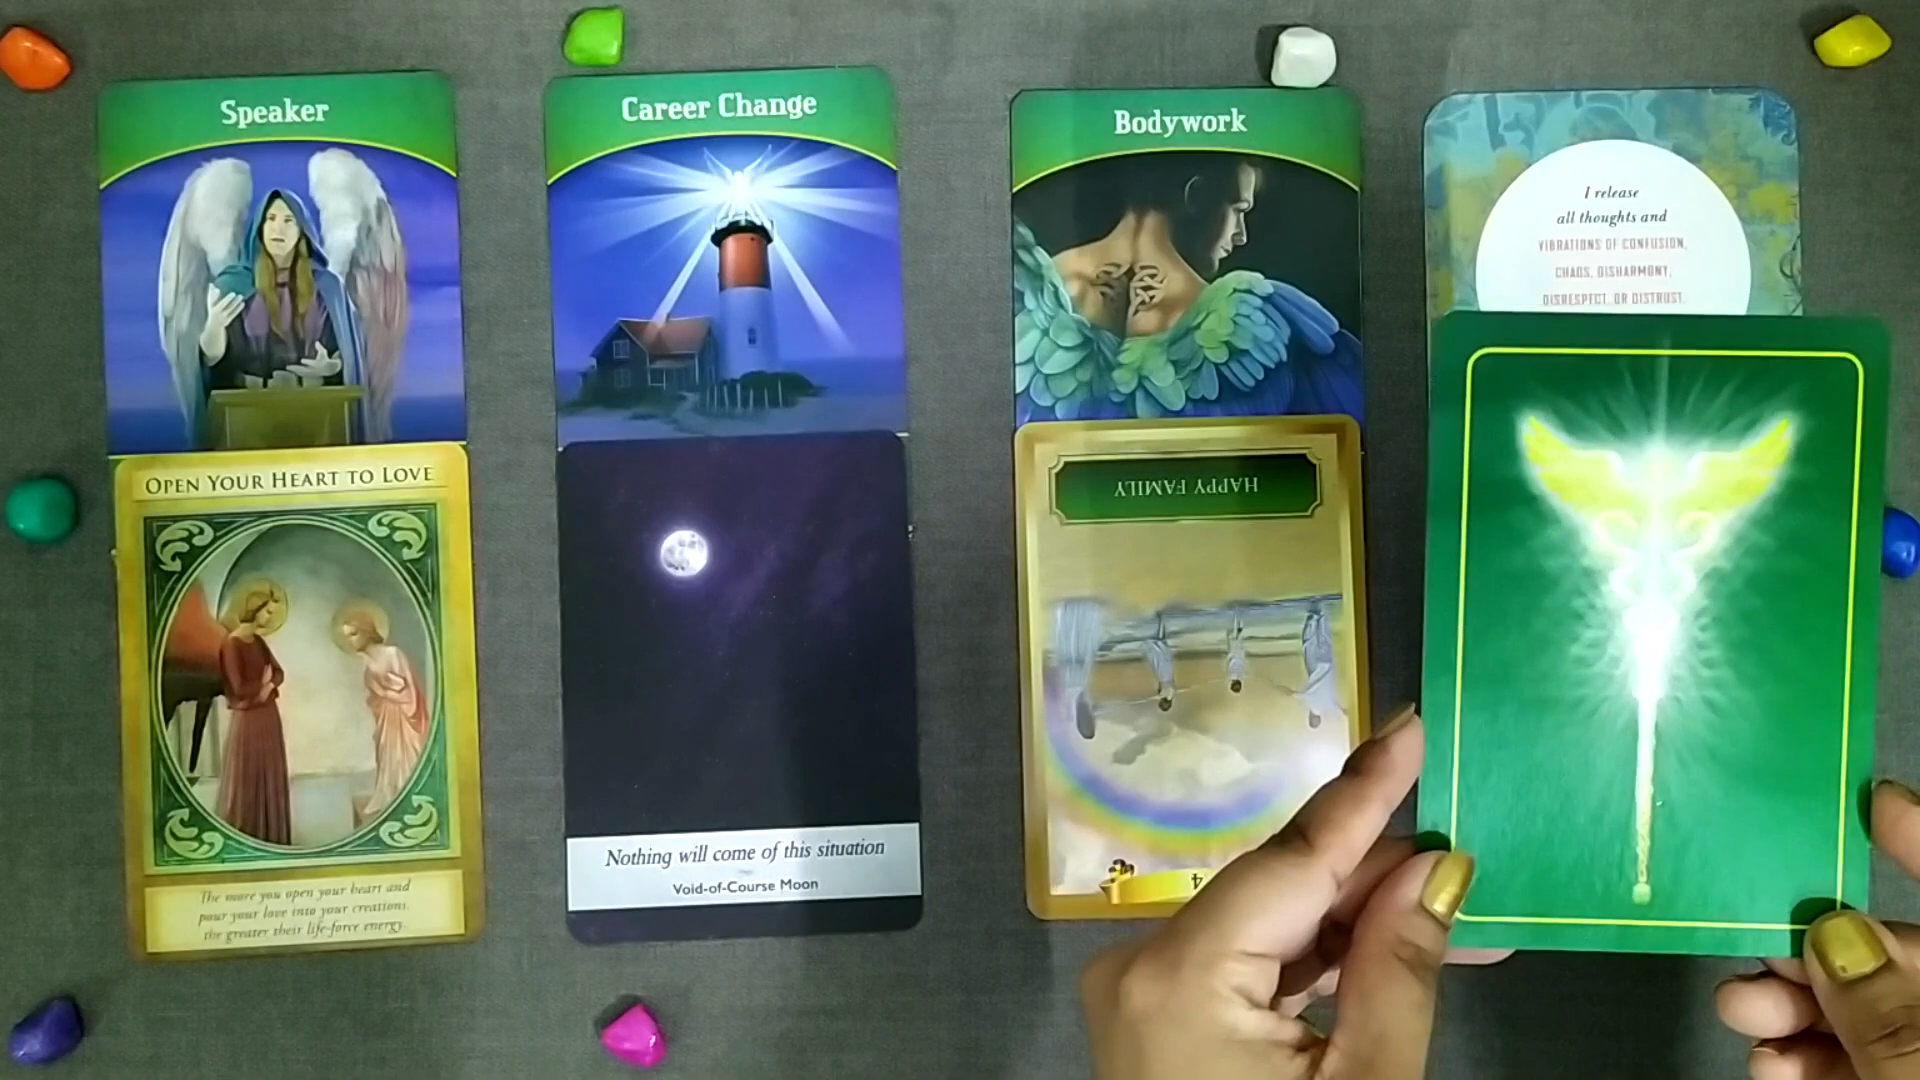 Speaker
Career Change
Bodywork
I release
all thoughts and
VIBRATIONS OF CONFUSION,
CHAOS, DISHARMONY,
DISRESPECT, OR DISTRUST.
OPEN YOUR HEART TO LOVE
The more you open your heart and
pour your love into your creations,
the greater their life-force energy.
Nothing will come of this situation
Void-of-Course Moon
HAPPY FAMILY
4